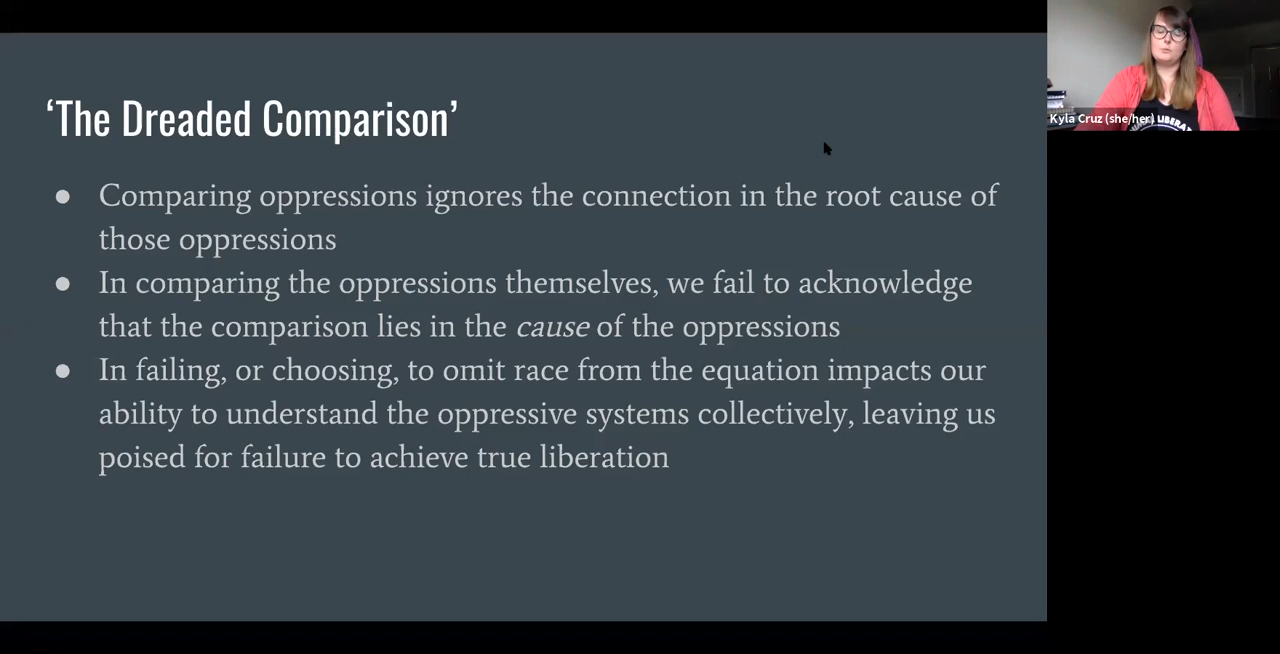 ‘The Dreaded Comparison’
● Comparing oppressions ignores the connection in the root cause of
those oppressions
● In comparing the oppressions themselves, we fail to acknowledge
that the comparison lies in the cause of the oppressions
● In failing, or choosing, to omit race from the equation impacts our
ability to understand the oppressive systems collectively, leaving us
poised for failure to achieve true liberation
Kyla Cruz (she/her)